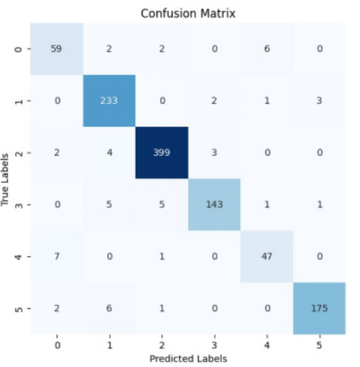 Confusion Matrix
True Labels
0 59 2 2 0 6 0
1 0 233 0 2 1 3
2 2 4 399 3 0 0
3 0 5 5 143 1 1
4 7 0 1 0 47 0
5 2 6 1 0 0 175
0 1 2 3 4 5
Predicted Labels